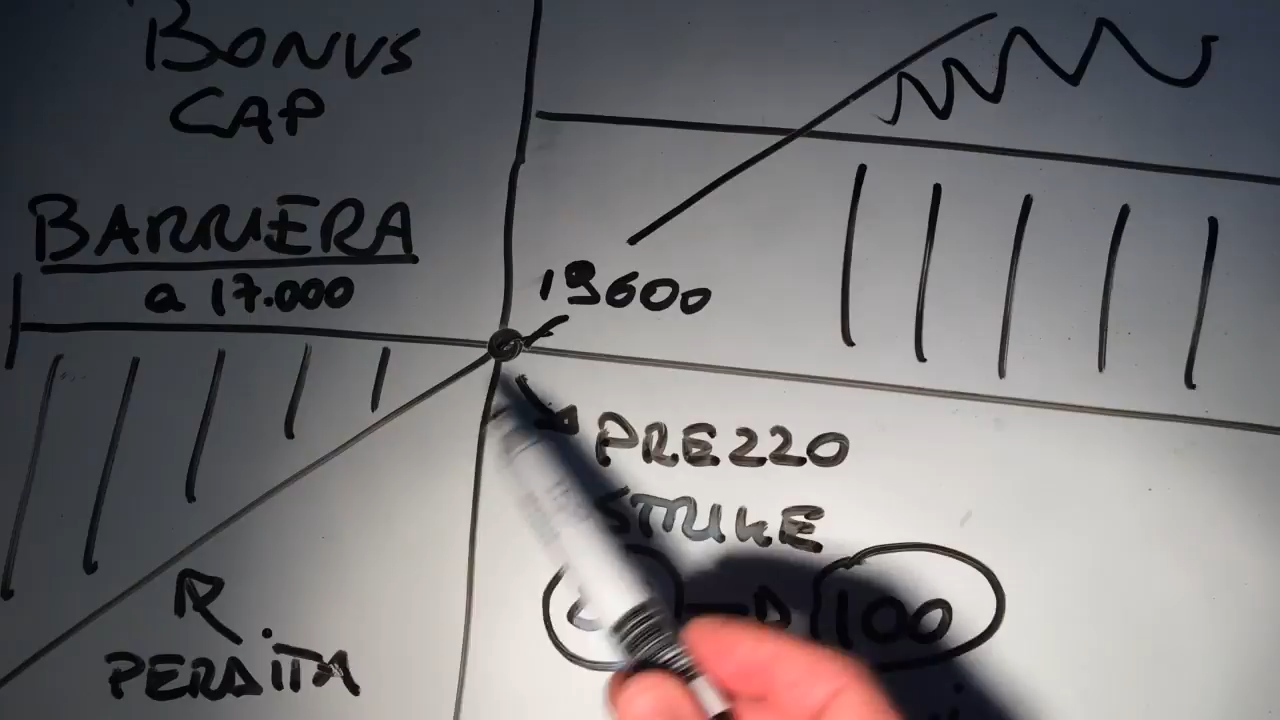 BONUS
CAP
BARRIERA
a 17.000
19600
PREZZO
STRIKE
100
PERDITA